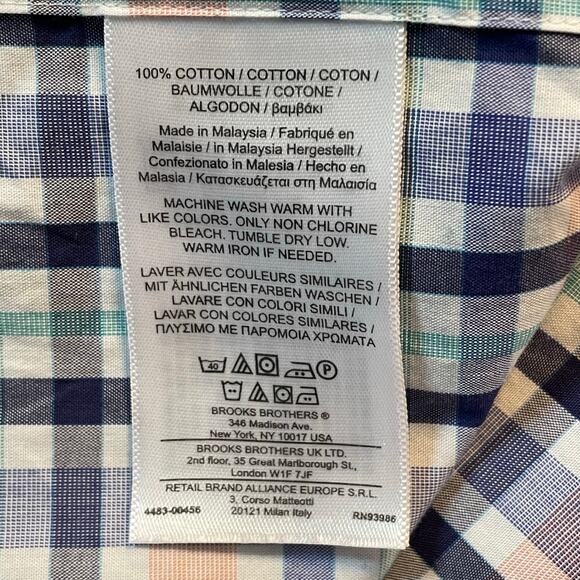 100% COTTON / COTTON / COTON /
BAUMWOLLE / COTONE /
ALGODON / βαμβάκι
Made in Malaysia / Fabriqué en
Malaisie / in Malaysia Hergestellt /
Confezionato in Malesia / Hecho en
Malasia / Κατασκευάζεται στη Μαλαισία
MACHINE WASH WARM WITH
LIKE COLORS. ONLY NON CHLORINE
BLEACH. TUMBLE DRY LOW.
WARM IRON IF NEEDED.
LAVER AVEC COULEURS SIMILAIRES /
MIT ÄHNLICHEN FARBEN WASCHEN /
LAVARE CON COLORI SIMILI /
LAVAR CON COLORES SIMILARES /
ΠΛΥΣΙΜΟ ΜΕ ΠΑΡΟΜΟΙΑ ΧΡΩΜΑΤΑ
40 P
BROOKS BROTHERS ®
346 Madison Ave.
New York, NY 10017 USA
BROOKS BROTHERS UK LTD.
2nd floor, 35 Great Marlborough St.,
London W1F 7JF
RETAIL BRAND ALLIANCE EUROPE S.R.L.
3, Corso Matteotti
4483-00456 20121 Milan Italy RN93986